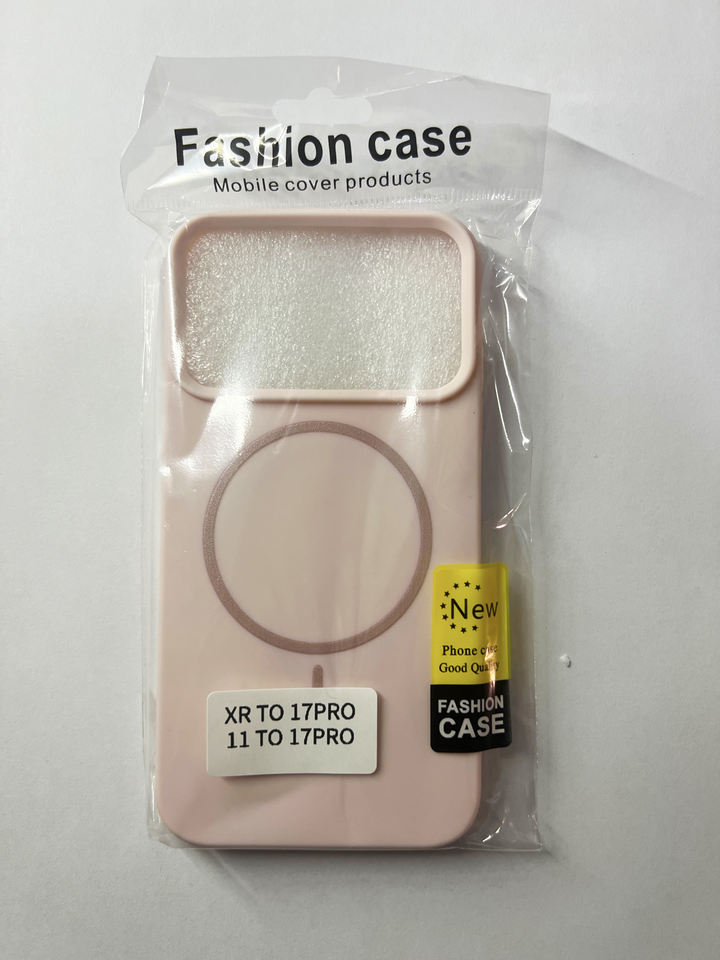 Fashion case
Mobile cover products
New
Phone case
Good Quality
FASHION
CASE
XR TO 17PRO
11 TO 17PRO